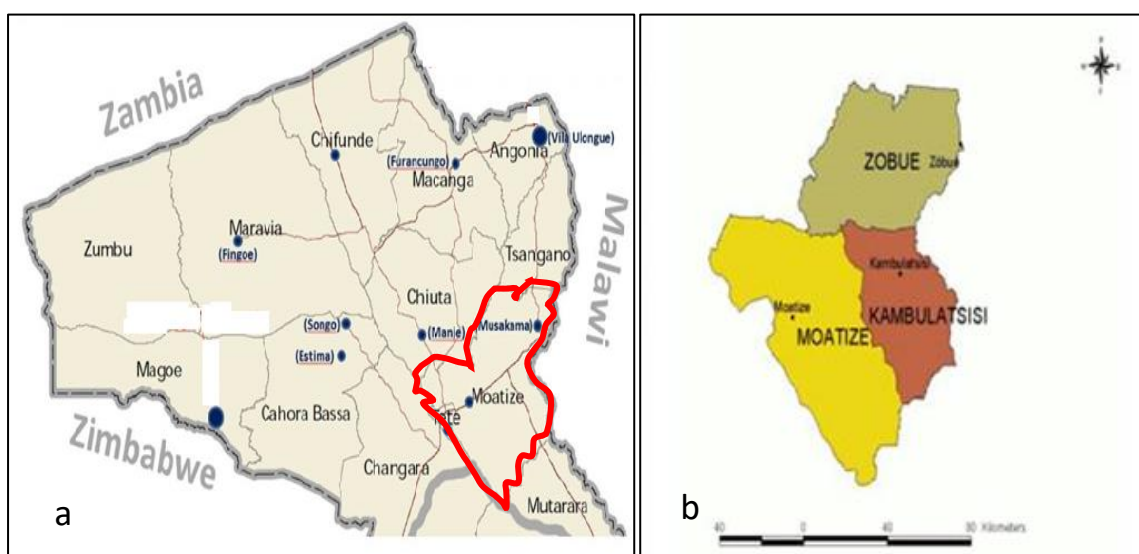 Zambia
Chifunde
(Furancungo)
Macanga
Angonia
(Vila Ulongue)
Malawi
Maravia
(Fingoe)
Zumbu
Tsangano
Chiuta
(Songo)
(Manje)
(Musakama)
(Estima)
Magoe
Moatize
Cahora Bassa
Tete
Zimbabwe
Changara
Mutarara
a
ZOBUE
Zobue
Kambulatsisi
Moatize
KAMBULATSISI
MOATIZE
b
40
0
40
80
Kilometers